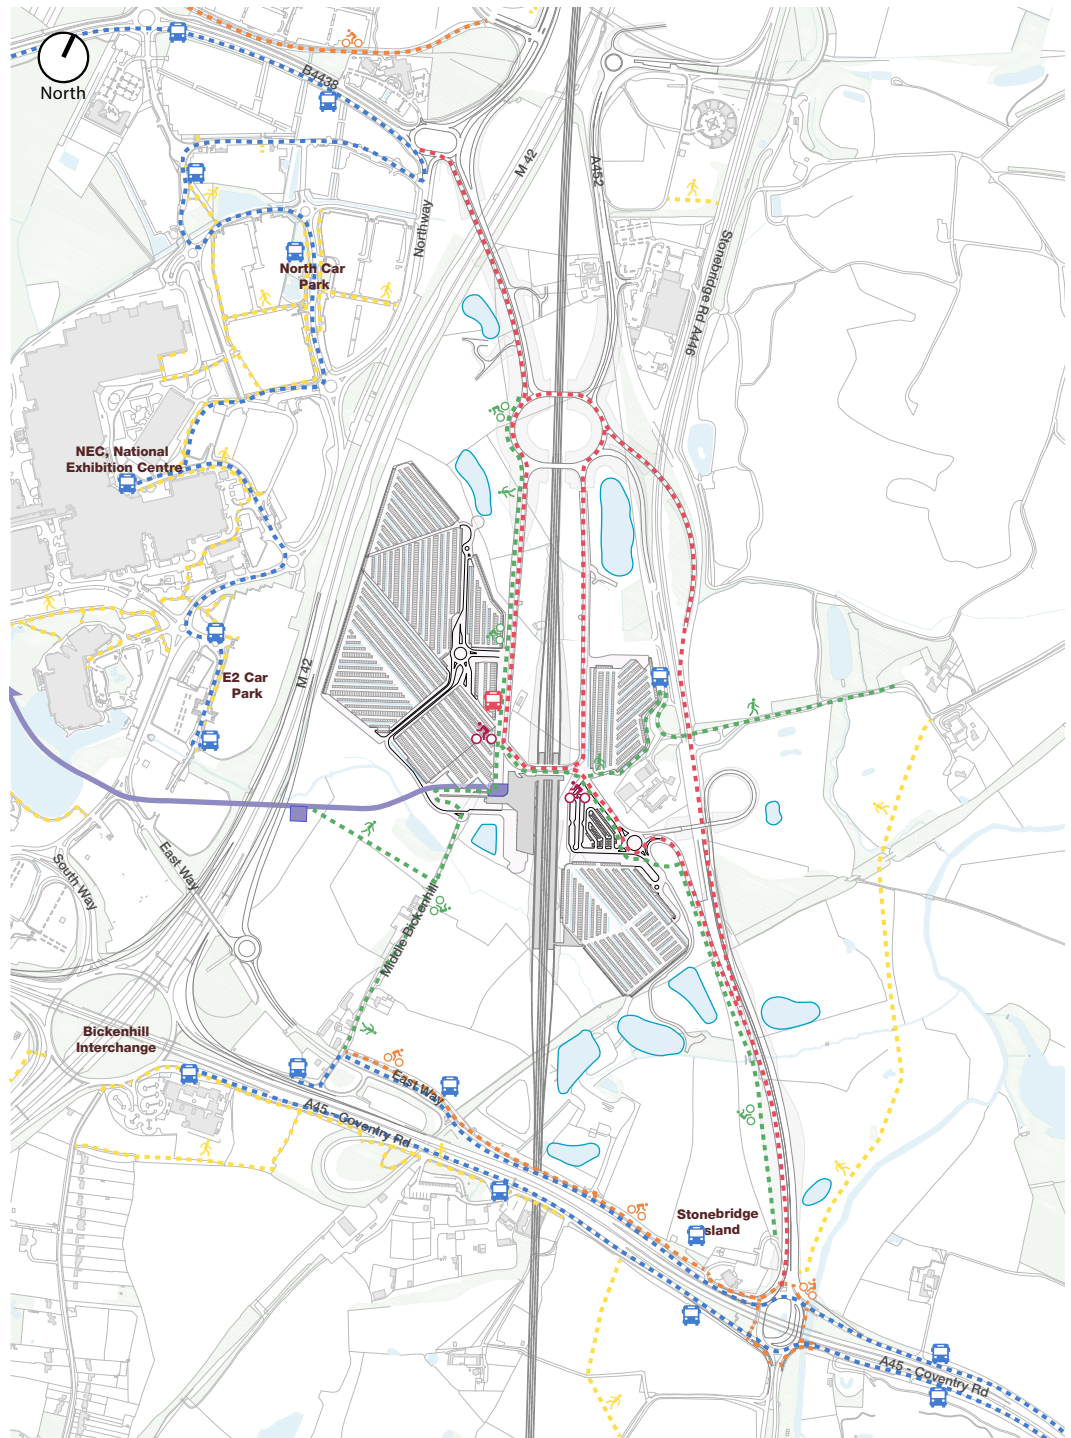 North
B4438
M 42
A452
Northway
Stonebridge Rd A446
North Car
Park
NEC, National
Exhibition Centre
E2 Car
Park
M 42
South Way
East Way
Middle Bickenhill
Bickenhill
Interchange
East Way
A45 - Coventry Rd
Stonebridge
sland
A45 - Coventry Rd